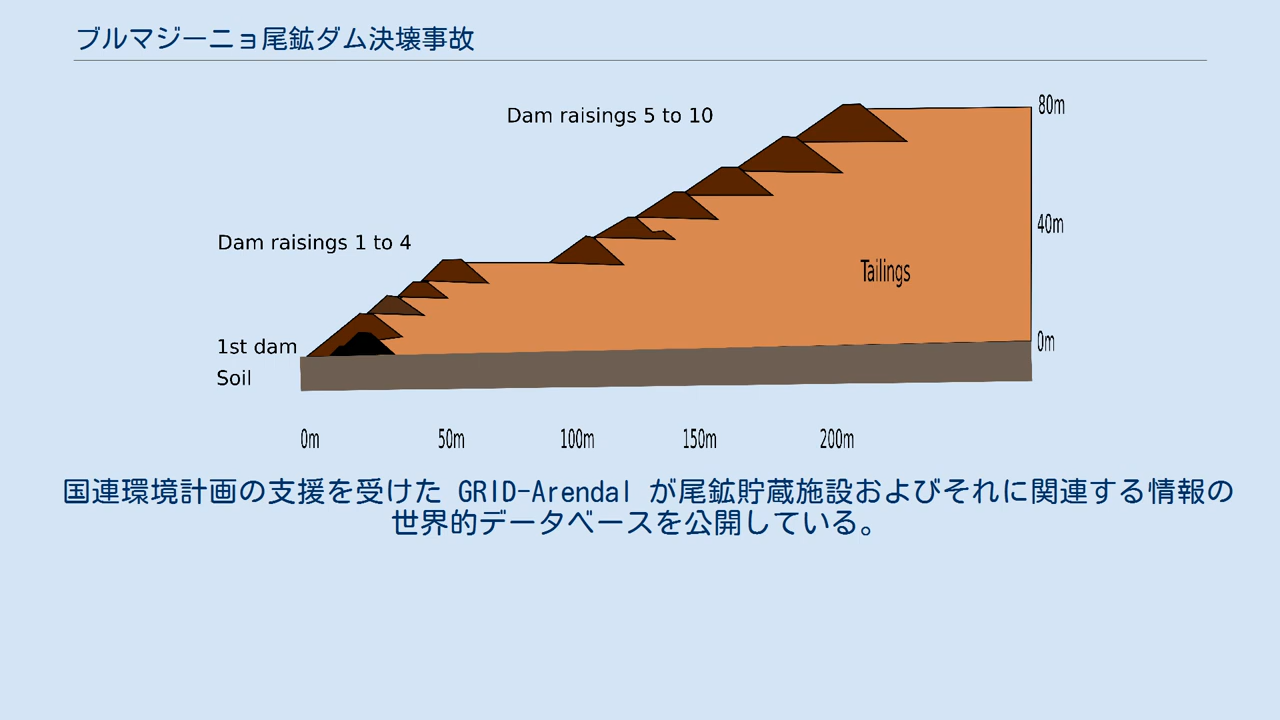 ブルマジーニョ尾鉱ダム決壊事故
Dam raisings 5 to 10
80m
40m
Dam raisings 1 to 4
Tailings
1st dam
0m
Soil
0m 50m 100m 150m 200m
国連環境計画の支援を受けた GRID-Arendal が尾鉱貯蔵施設およびそれに関連する情報の
世界的データベースを公開している。